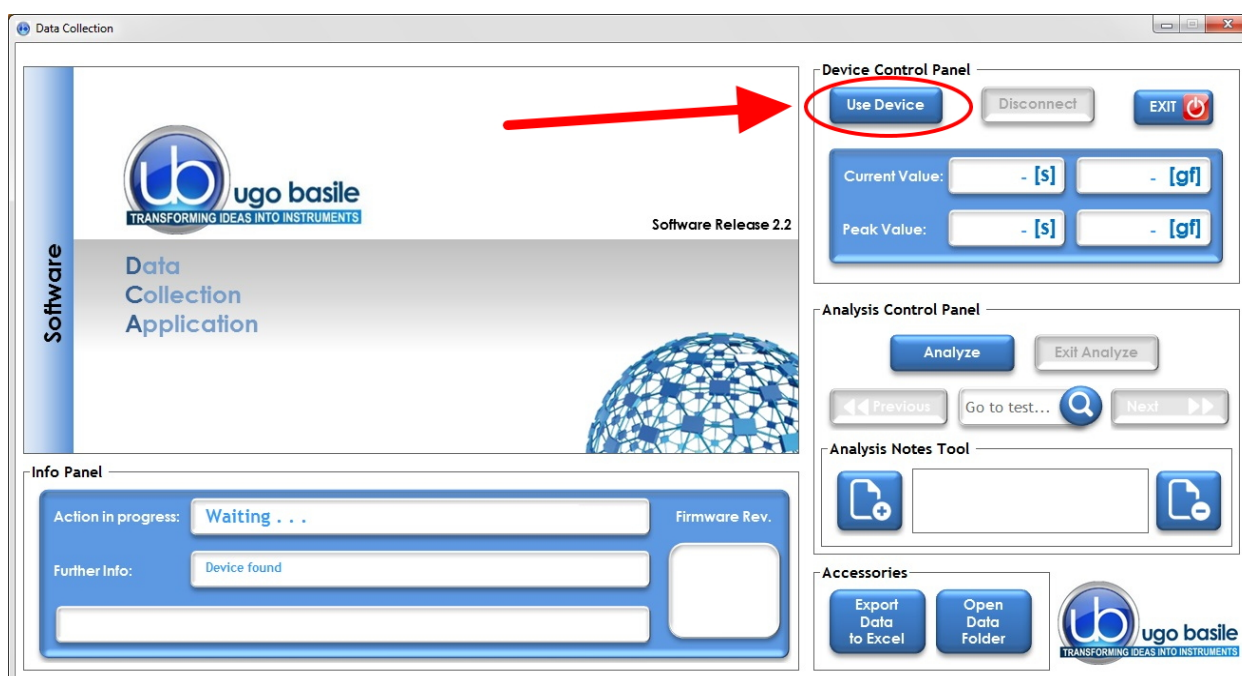 Data Collection
ub
ugo basile
TRANSFORMING IDEAS INTO INSTRUMENTS
Software Release 2.2
Software
Data
Collection
Application
Info Panel
Action in progress: Waiting . . . Firmware Rev.
Further Info: Device found
Device Control Panel
Use Device Disconnect EXIT
Current Value: - [s] - [gf]
Peak Value: - [s] - [gf]
Analysis Control Panel
Analyze Exit Analyze
Previous Go to test... Next
Analysis Notes Tool
Accessories
Export
Data
to Excel
Open
Data
Folder
ub
ugo basile
TRANSFORMING IDEAS INTO INSTRUMENTS